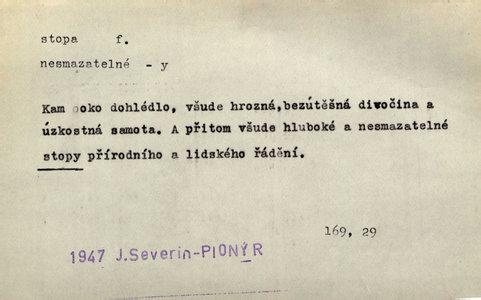 stopa f.
nesmazatelné - y
Kam oko dohlédlo, všude hrozná, bezútěšná divočina a
úzkostná samota. A přitom všude hluboké a nesmazatelné
stopy přírodního a lidského řádění.
169, 29
1947 J.Severin-PIONÝR